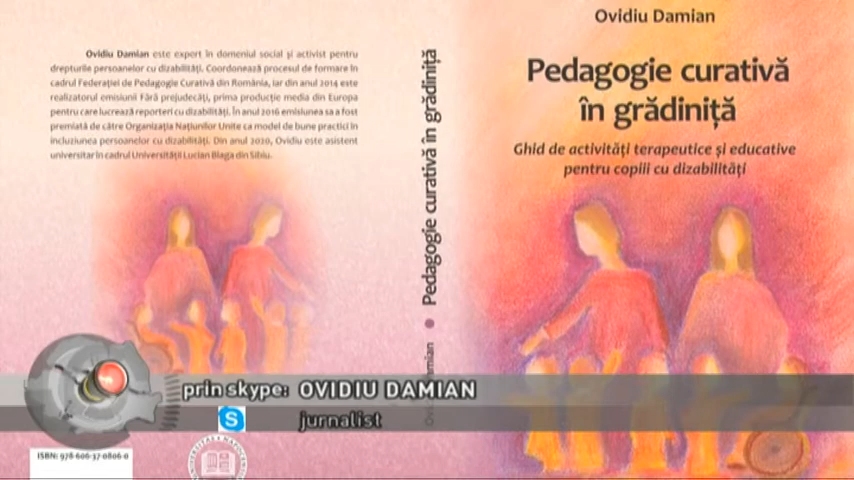 Ovidiu Damian este expert în domeniul social și activist pentru
drepturile persoanelor cu dizabilități. Coordonează procesul de formare în
cadrul Federației de Pedagogie Curativă din România, iar din anul 2014 este
realizatorul emisiunii Fără prejudecăți, prima producție media din Europa
pentru care lucrează reporteri cu dizabilități. În anul 2016 emisiunea sa a fost
premiată de către Organizația Națiunilor Unite ca model de bune practici în
incluziunea persoanelor cu dizabilități. Din anul 2020, Ovidiu este asistent
universitar în cadrul Universității Lucian Blaga din Sibiu.
Pedagogie curativă în grădiniță
Ovidiu Damian
Pedagogie curativă
în grădiniță
Ghid de activități terapeutice și educative
pentru copiii cu dizabilități
prin skype: OVIDIU DAMIAN
S
jurnalist
ISBN: 978-606-37-0806-0